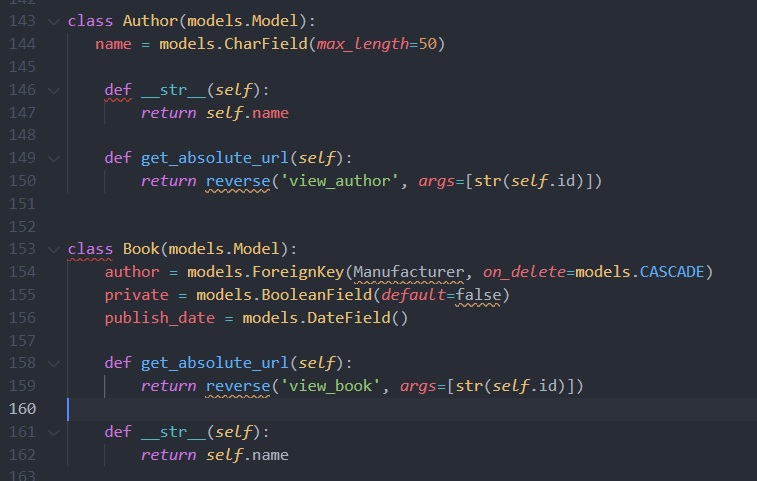 142
143 class Author(models.Model):
144    name = models.CharField(max_length=50)
145
146     def __str__(self):
147         return self.name
148
149     def get_absolute_url(self):
150         return reverse('view_author', args=[str(self.id)])
151
152
153 class Book(models.Model):
154     author = models.ForeignKey(Manufacturer, on_delete=models.CASCADE)
155     private = models.BooleanField(default=false)
156     publish_date = models.DateField()
157
158     def get_absolute_url(self):
159         return reverse('view_book', args=[str(self.id)])
160
161     def __str__(self):
162         return self.name
163